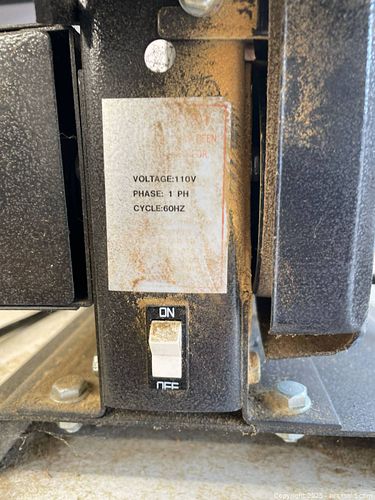 VOLTAGE:110V
PHASE: 1 PH
CYCLE:60HZ
ON
OFF